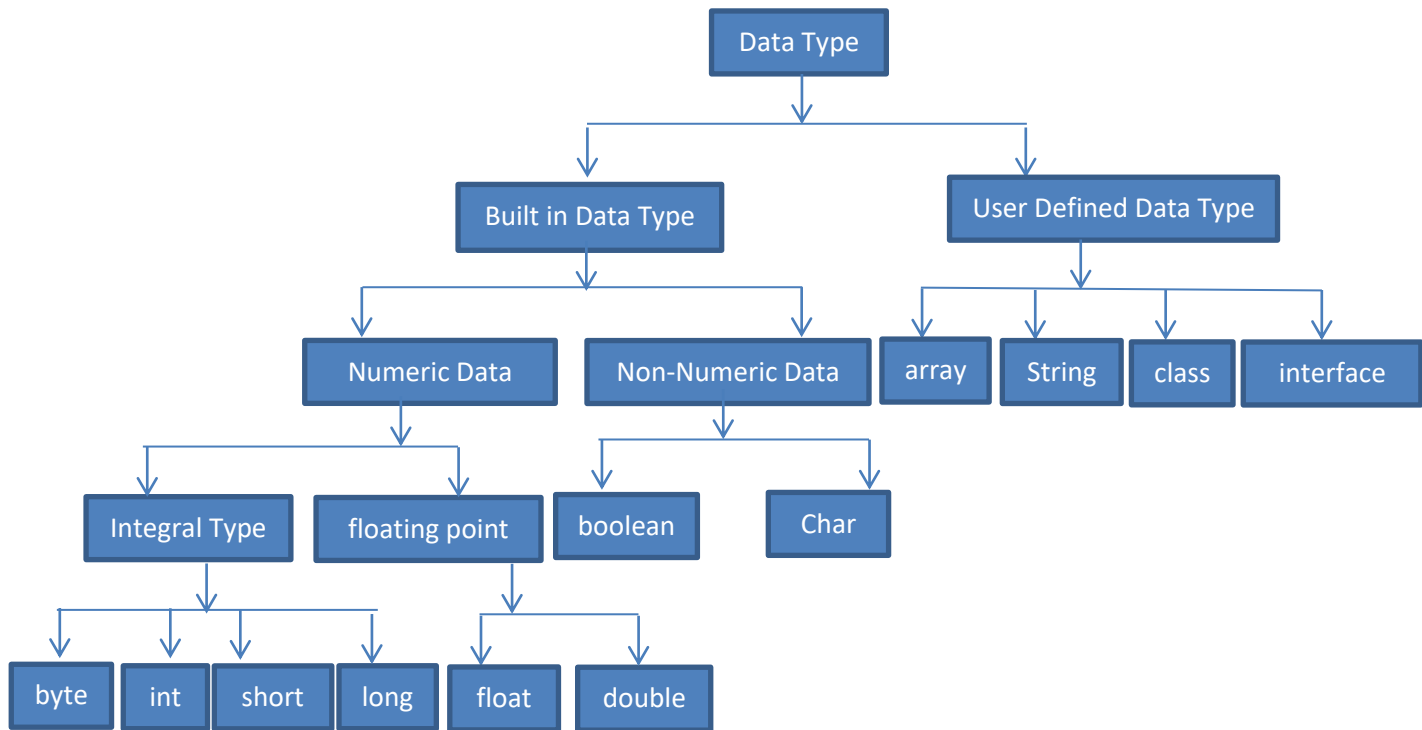 Data Type
Built in Data Type
User Defined Data Type
Numeric Data
Non-Numeric Data
array
String
class
interface
Integral Type
floating point
boolean
Char
byte
int
short
long
float
double